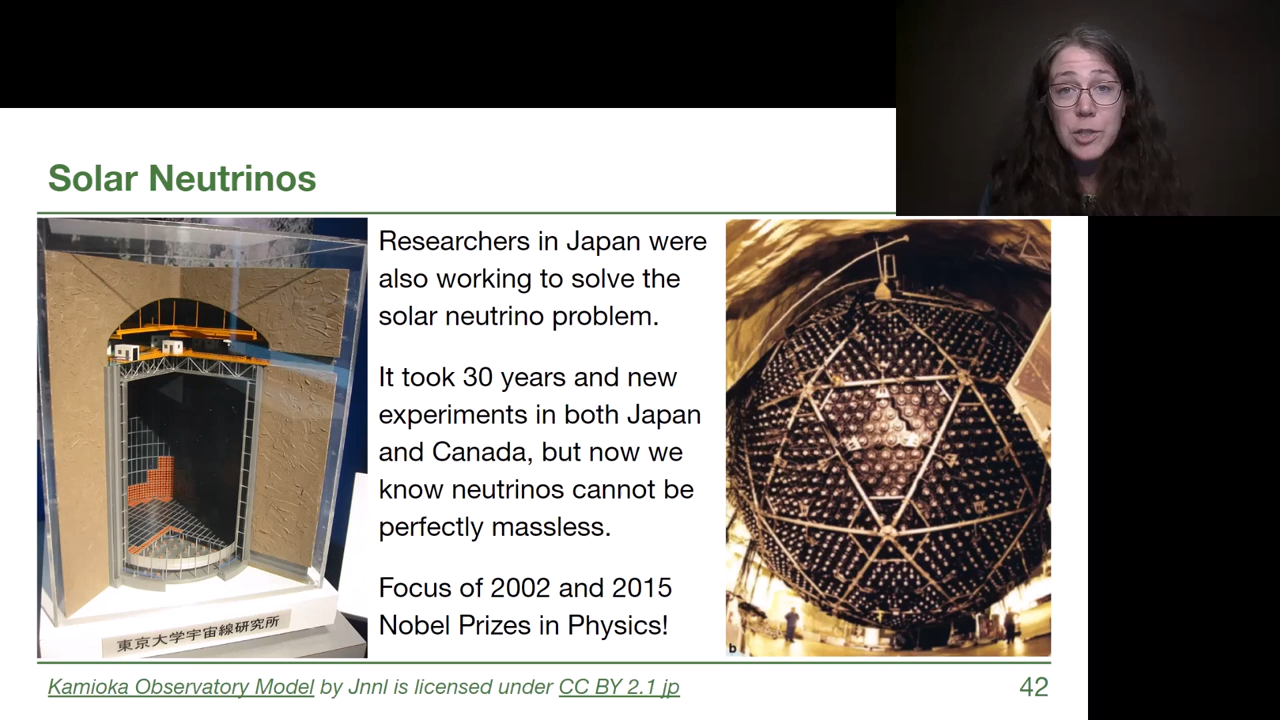 Solar Neutrinos
Researchers in Japan were
also working to solve the
solar neutrino problem.
It took 30 years and new
experiments in both Japan
and Canada, but now we
know neutrinos cannot be
perfectly massless.
Focus of 2002 and 2015
Nobel Prizes in Physics!
東京大学宇宙線研究所
b
Kamioka Observatory Model by Jnnl is licensed under CC BY 2.1 jp
42